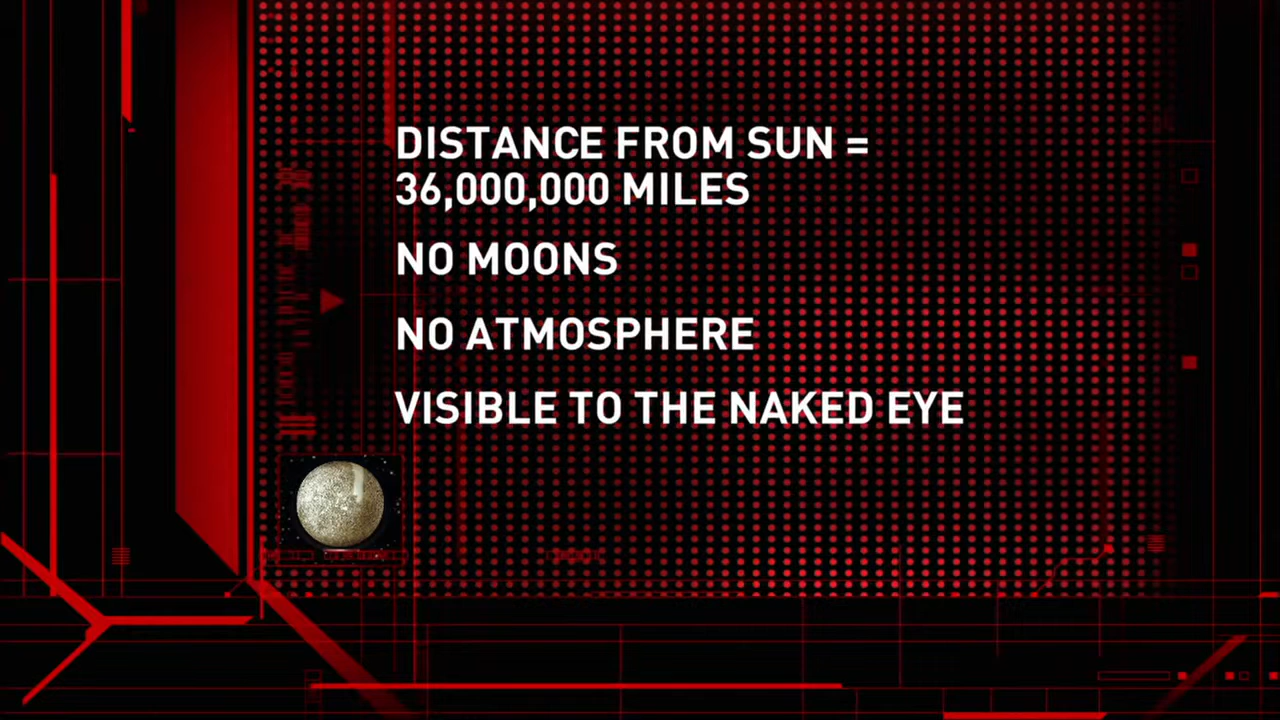 DISTANCE FROM SUN =
36,000,000 MILES
NO MOONS
NO ATMOSPHERE
VISIBLE TO THE NAKED EYE